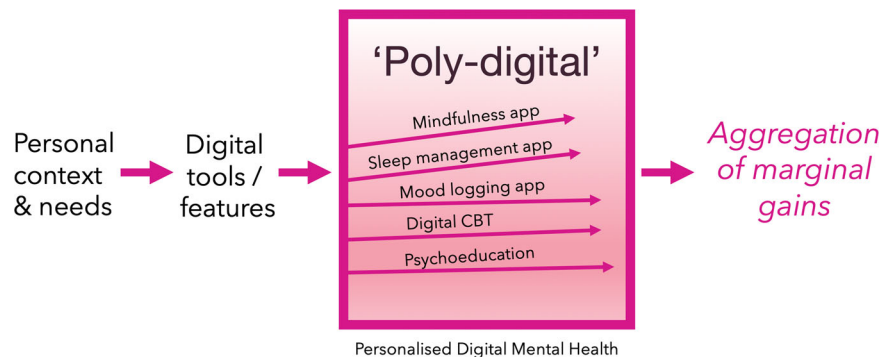 Personal
context
& needs
Digital
tools /
features
‘Poly-digital’
Mindfulness app
Sleep management app
Mood logging app
Digital CBT
Psychoeducation
Aggregation
of marginal
gains
Personalised Digital Mental Health